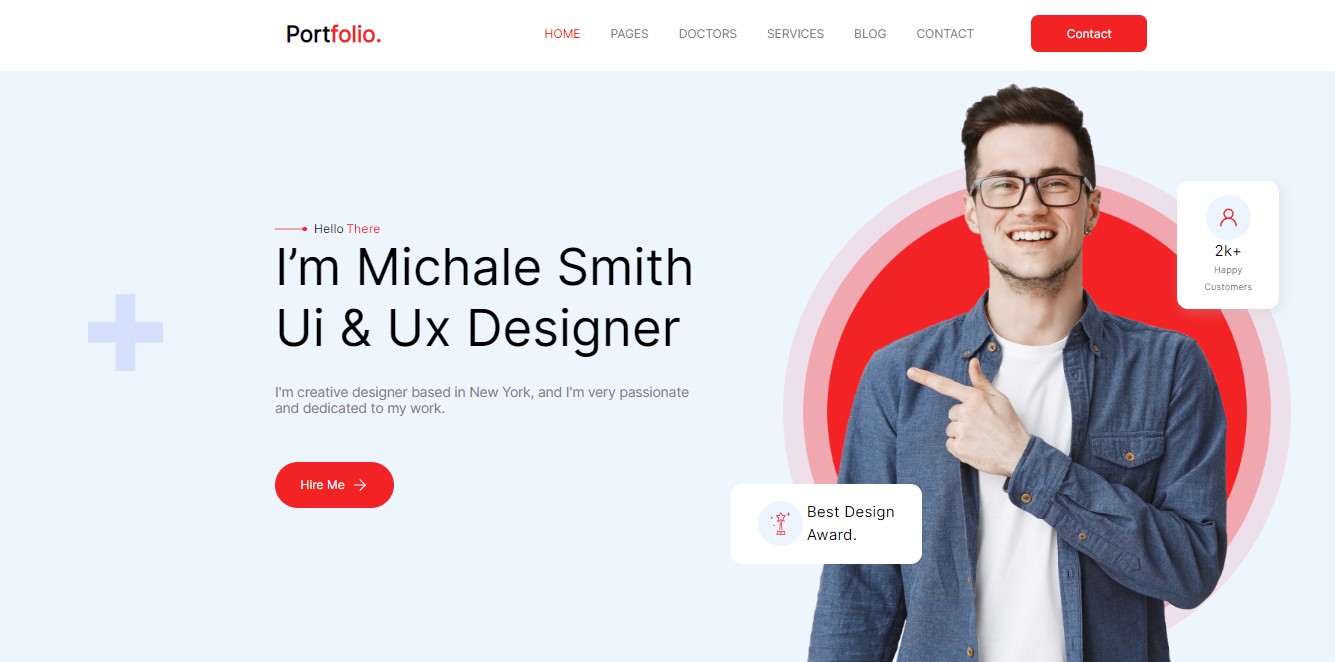 Portfolio.
HOME PAGES DOCTORS SERVICES BLOG CONTACT
Contact
Hello There
I’m Michale Smith
Ui & Ux Designer
I'm creative designer based in New York, and I'm very passionate
and dedicated to my work.
Hire Me
2k+
Happy
Customers
Best Design
Award.